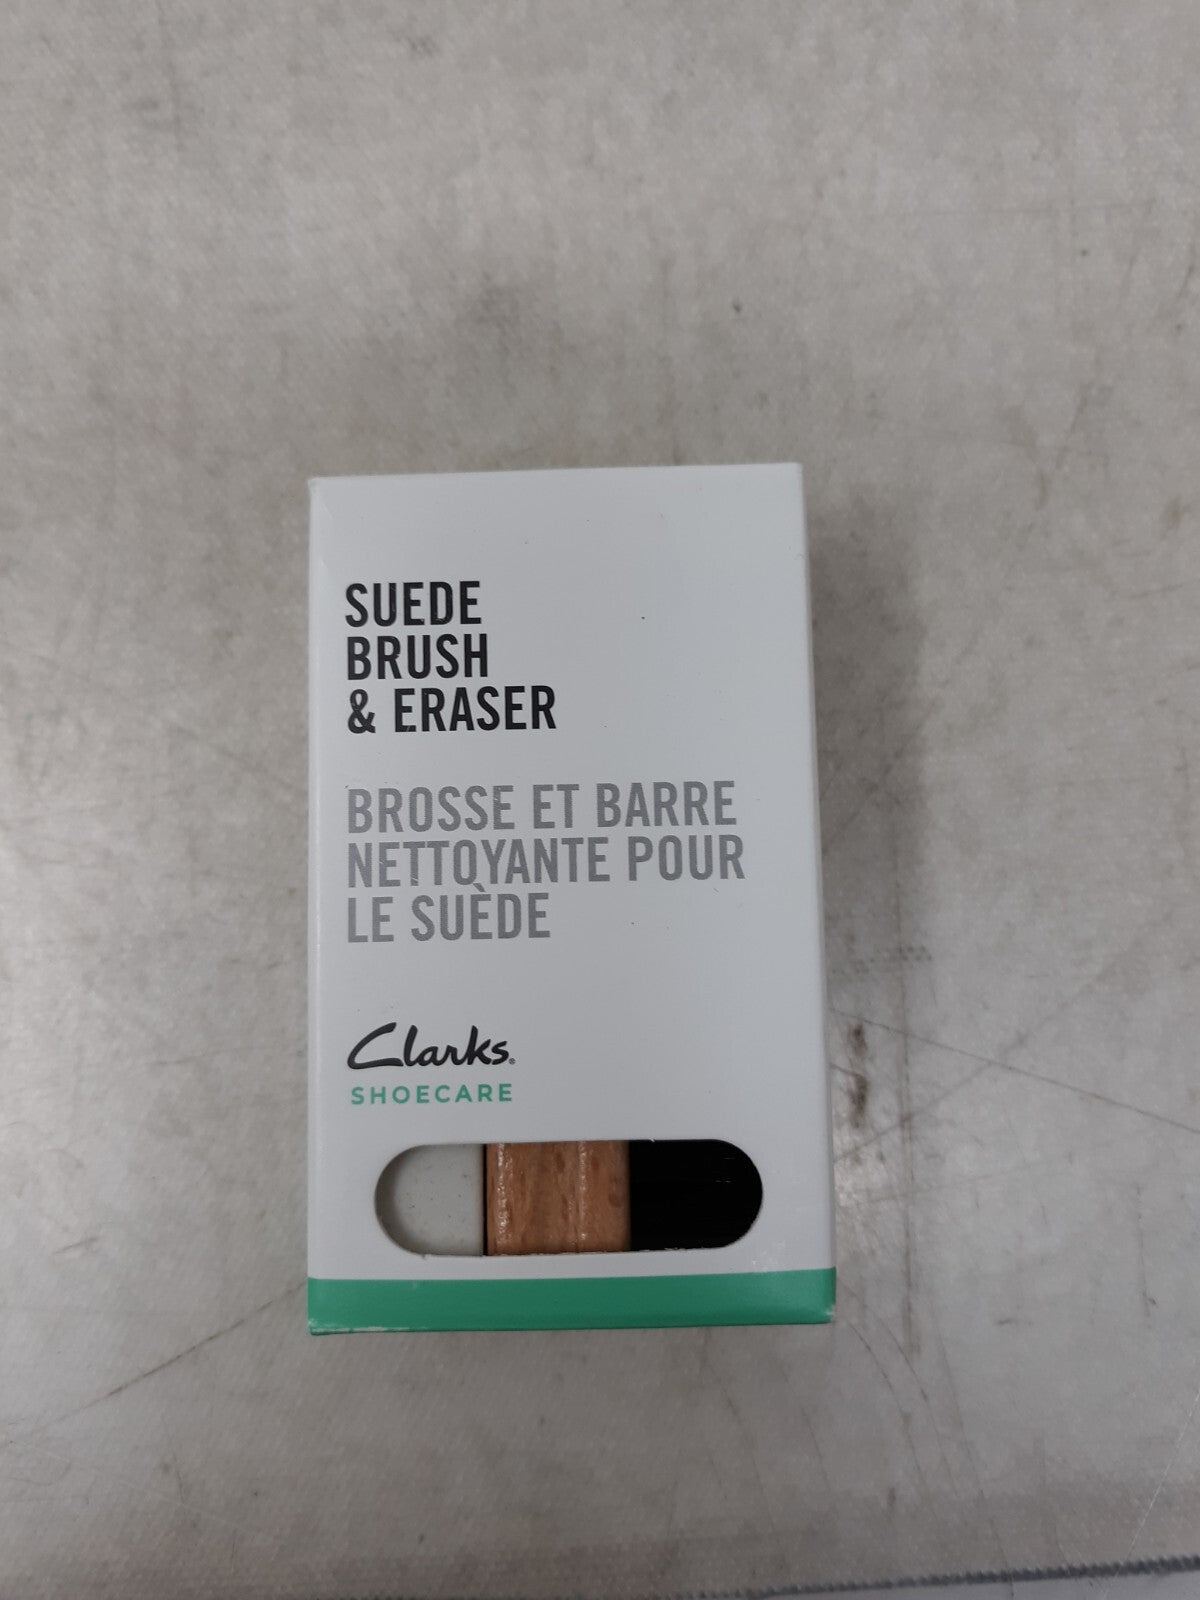 SUEDE
BRUSH
& ERASER
BROSSE ET BARRE
NETTOYANTE POUR
LE SUÈDE
Clarks®
SHOECARE